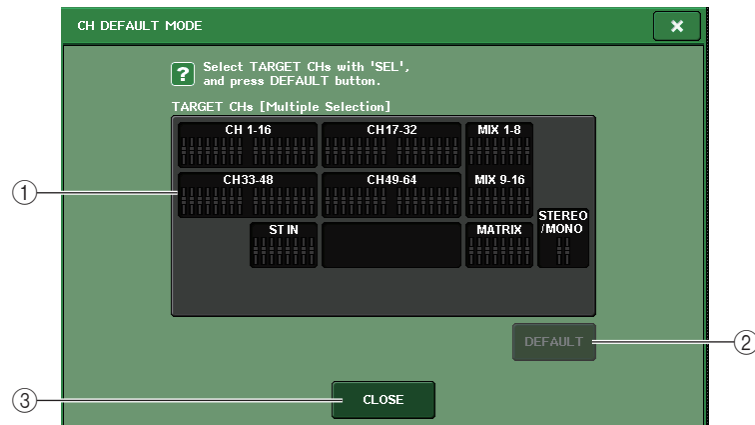 CH DEFAULT MODE
×
? Select TARGET CHs with 'SEL',
and press DEFAULT button.
TARGET CHs [Multiple Selection]
CH 1-16 CH17-32 MIX 1-8
① CH33-48 CH49-64 MIX 9-16
ST IN MATRIX STEREO
/MONO
DEFAULT ②
③ CLOSE